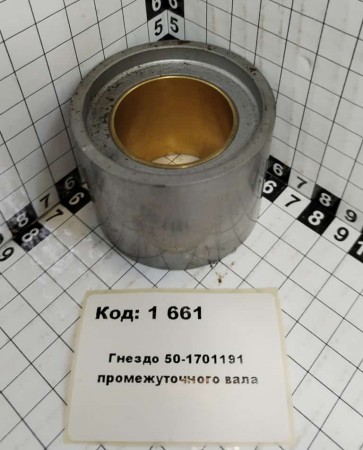 Код: 1 661
Гнездо 50-1701191
промежуточного вала